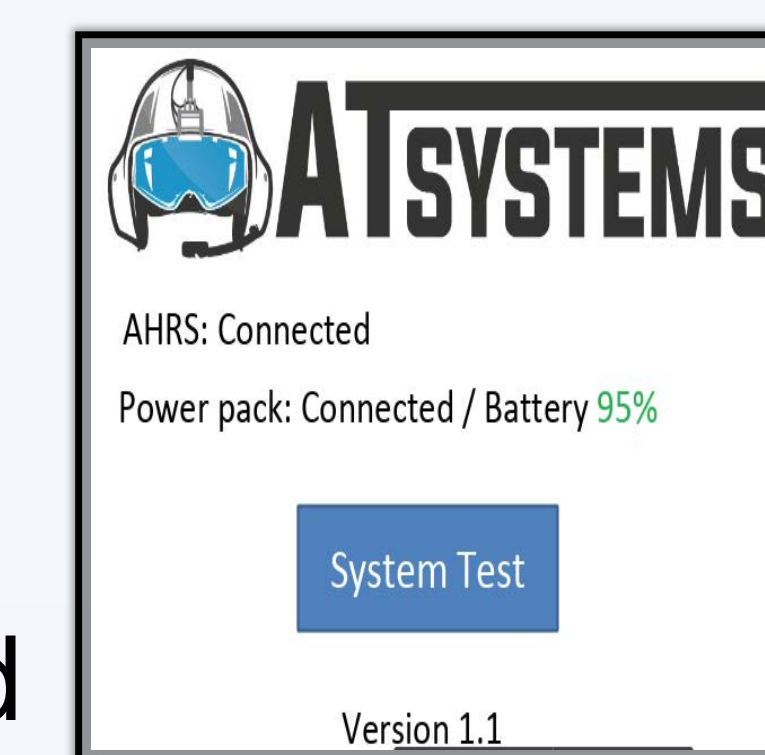 ATSYSTEMS
AHRS: Connected
Power pack: Connected / Battery 95%
System Test
Version 1.1